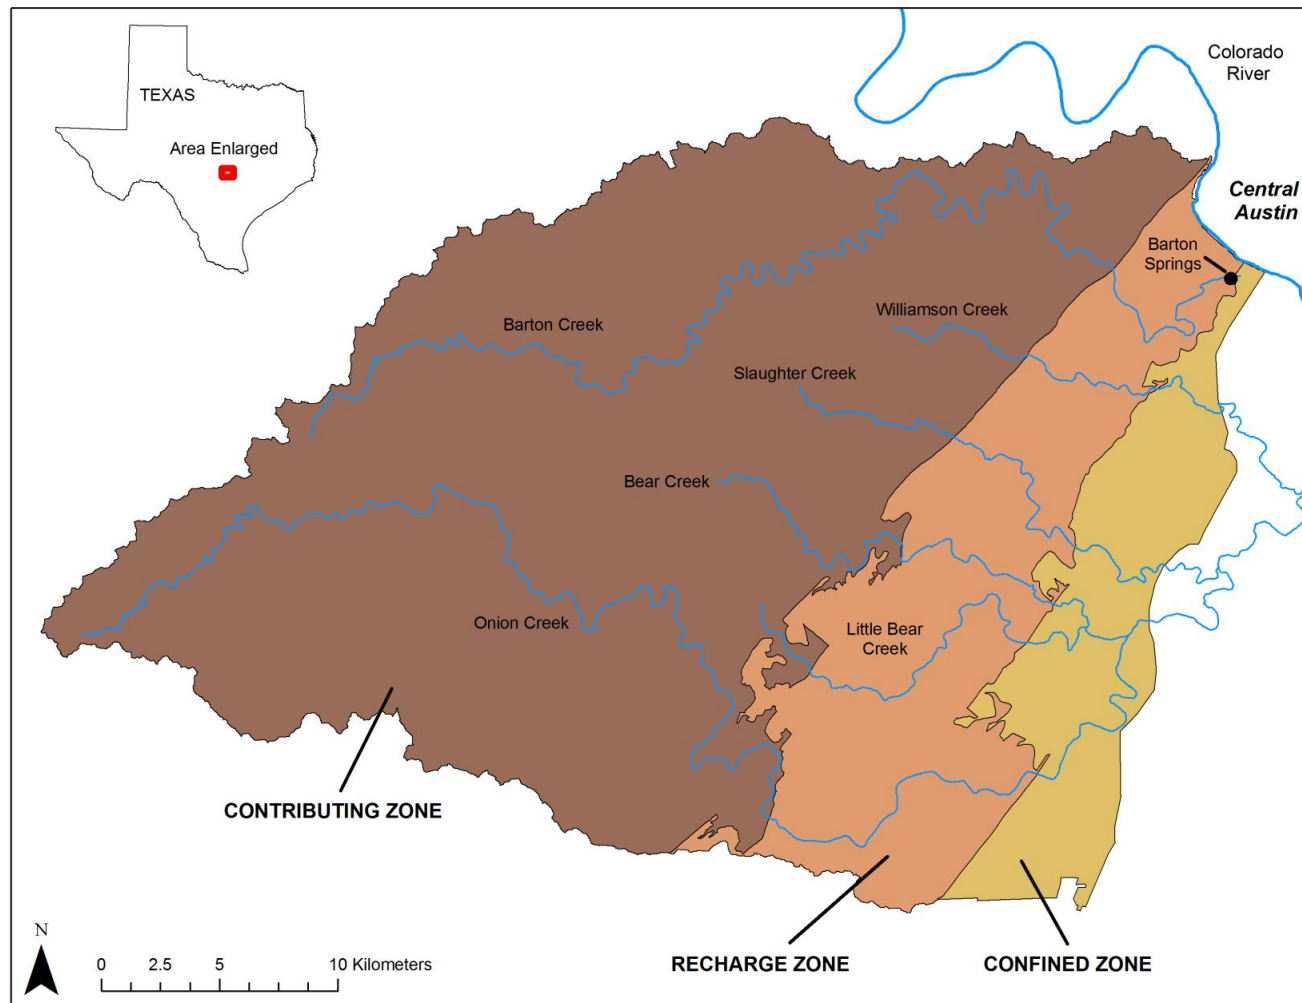 Colorado
River
TEXAS
Area Enlarged
Central
Austin
Barton
Springs
Williamson Creek
Barton Creek
Slaughter Creek
Bear Creek
Onion Creek
Little Bear
Creek
CONTRIBUTING ZONE
RECHARGE ZONE
CONFINED ZONE
N
0 2.5 5 10 Kilometers